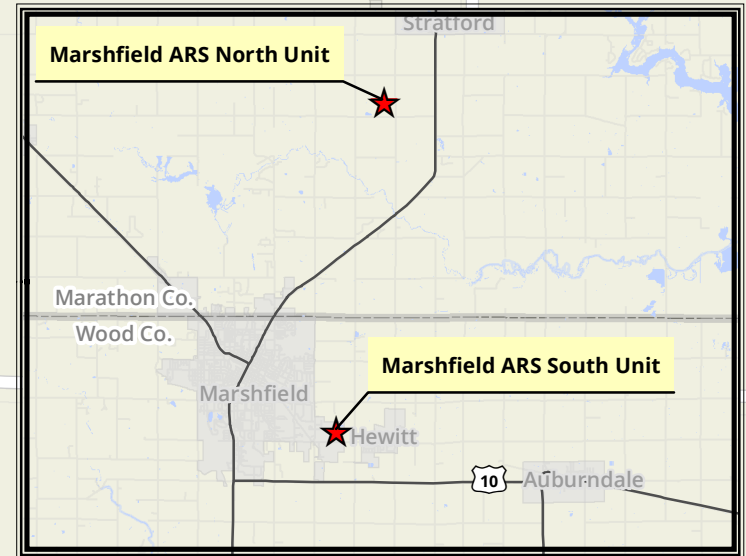 Stratford
Marshfield ARS North Unit
Marathon Co.
Wood Co.
Marshfield ARS South Unit
Marshfield
Hewitt
10
Auburndale